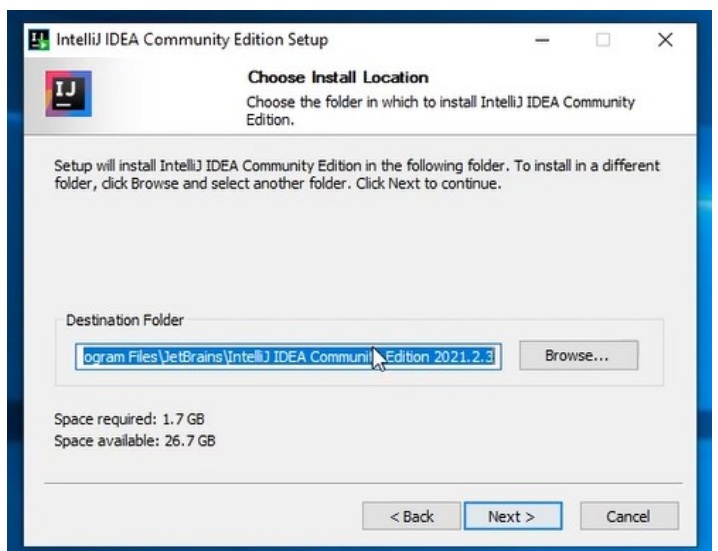 IntelliJ IDEA Community Edition Setup
IJ
Choose Install Location
Choose the folder in which to install IntelliJ IDEA Community
Edition.
Setup will install IntelliJ IDEA Community Edition in the following folder. To install in a different
folder, click Browse and select another folder. Click Next to continue.
Destination Folder
ogram Files\JetBrains\IntelliJ IDEA Community Edition 2021.2.3
Browse...
Space required: 1.7 GB
Space available: 26.7 GB
< Back
Next >
Cancel